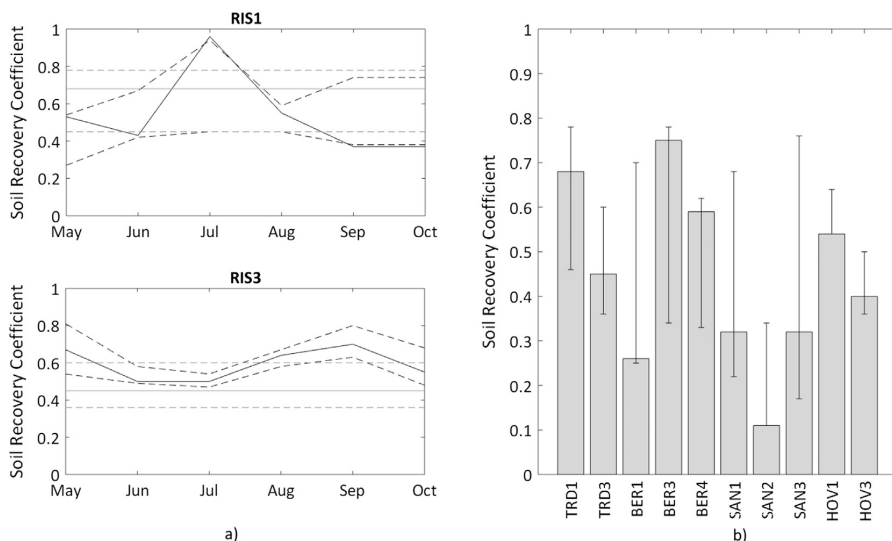 RIS1
Soil Recovery Coefficient
1
0.8
0.6
0.4
0.2
0
May Jun Jul Aug Sep Oct
RIS3
Soil Recovery Coefficient
1
0.8
0.6
0.4
0.2
0
May Jun Jul Aug Sep Oct
a)
Soil Recovery Coefficient
1
0.9
0.8
0.7
0.6
0.5
0.4
0.3
0.2
0.1
0
TRD1 TRD3 BER1 BER3 BER4 SAN1 SAN2 SAN3 HOV1 HOV3
b)